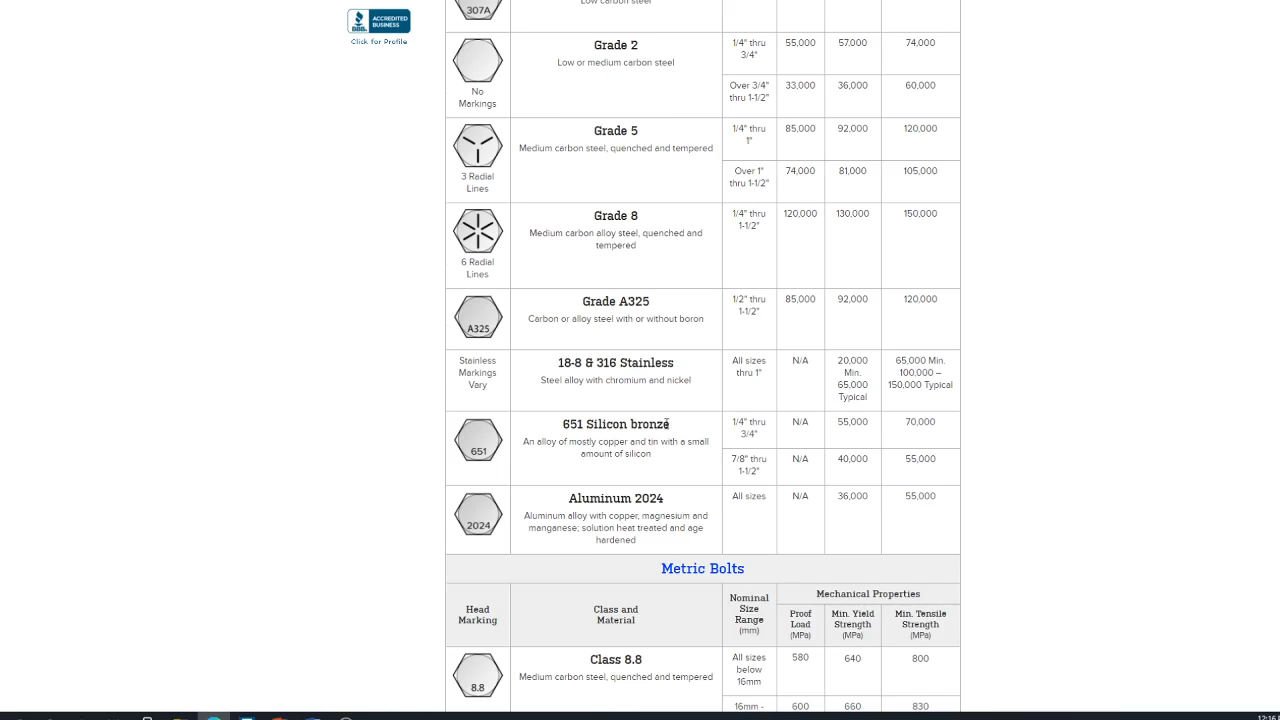 307A
Low carbon steel
ACCREDITED
BUSINESS
BBB.
Click for Profile
Grade 2
Low or medium carbon steel
No
Markings
1/4" thru
3/4"
55,000
57,000
74,000
Over 3/4"
thru 1-1/2"
33,000
36,000
60,000
Grade 5
Medium carbon steel, quenched and tempered
3 Radial
Lines
1/4" thru
1"
85,000
92,000
120,000
Over 1"
thru 1-1/2"
74,000
81,000
105,000
Grade 8
Medium carbon alloy steel, quenched and
tempered
6 Radial
Lines
1/4" thru
1-1/2"
120,000
130,000
150,000
A325
Grade A325
Carbon or alloy steel with or without boron
1/2" thru
1-1/2"
85,000
92,000
120,000
Stainless
Markings
Vary
18-8 & 316 Stainless
Steel alloy with chromium and nickel
All sizes
thru 1"
N/A
20,000
Min.
65,000
Typical
65,000 Min.
100,000 –
150,000 Typical
651
651 Silicon bronze
An alloy of mostly copper and tin with a small
amount of silicon
1/4" thru
3/4"
N/A
55,000
70,000
7/8" thru
1-1/2"
N/A
40,000
55,000
2024
Aluminum 2024
Aluminum alloy with copper, magnesium and
manganese; solution heat treated and age
hardened
All sizes
N/A
36,000
55,000
Metric Bolts
Head
Marking
Class and
Material
Nominal
Size
Range
(mm)
Mechanical Properties
Proof
Load
(MPa)
Min. Yield
Strength
(MPa)
Min. Tensile
Strength
(MPa)
8.8
Class 8.8
Medium carbon steel, quenched and tempered
All sizes
below
16mm
580
640
800
16mm -
600
660
830
12:16